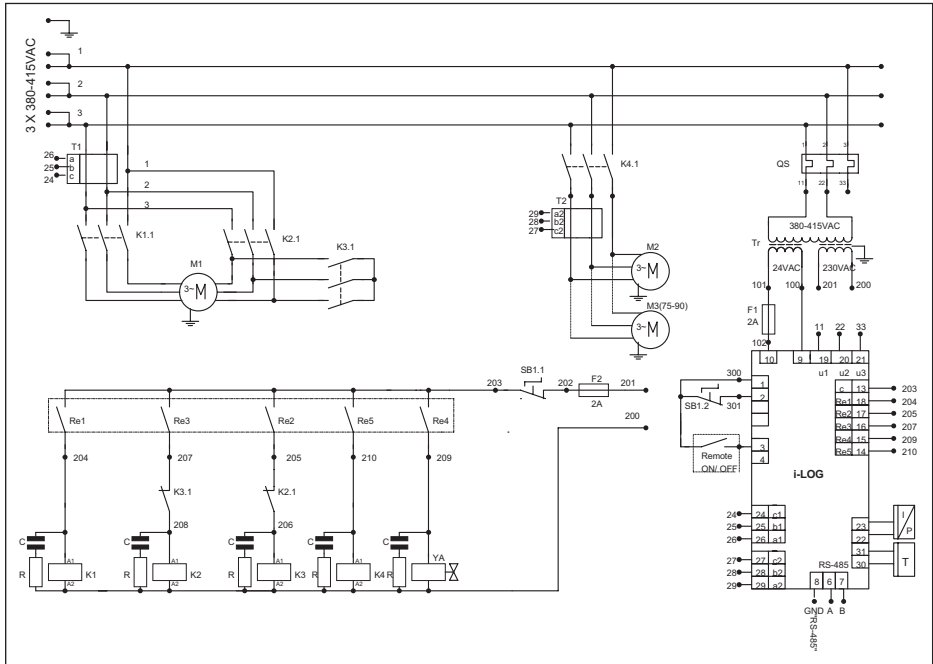 3 X 380-415VAC
1
2
3
T1
26 a
25 b
24 c
1
2
3
K1.1
K2.1
K3.1
M1
3~ M
K4.1
T2
29 a2
28 b2
27 c2
M2
3~ M
M3(75-90)
3~ M
1 2 3
QS
11 22 33
380-415VAC
Tr
24VAC 230VAC
101 100 201 200
F1
2A
102
11 22 33
10 9 19 20 21
u1 u2 u3
SB1.1
203 202 F2 201
2A
200
300
1
2
SB1.2 301
3
4
Remote
ON/ OFF
c 13 203
Re1 18 204
Re2 17 205
Re3 16 207
Re4 15 209
Re5 14 210
i-LOG
Re1 Re3 Re2 Re5 Re4
204 207 205 210 209
K3.1 K2.1
208 206
C C C C C
A1 A1 A1 A1 YA
R K1 R K2 R K3 R K4 R
A2 A2 A2 A2
24 24 c1
25 25 b1
26 26 a1
27 27 c2
28 28 b2
29 29 a2
23
22
31
30
I/P
T
RS-485
8 6 7
GND A B
"RS-485"